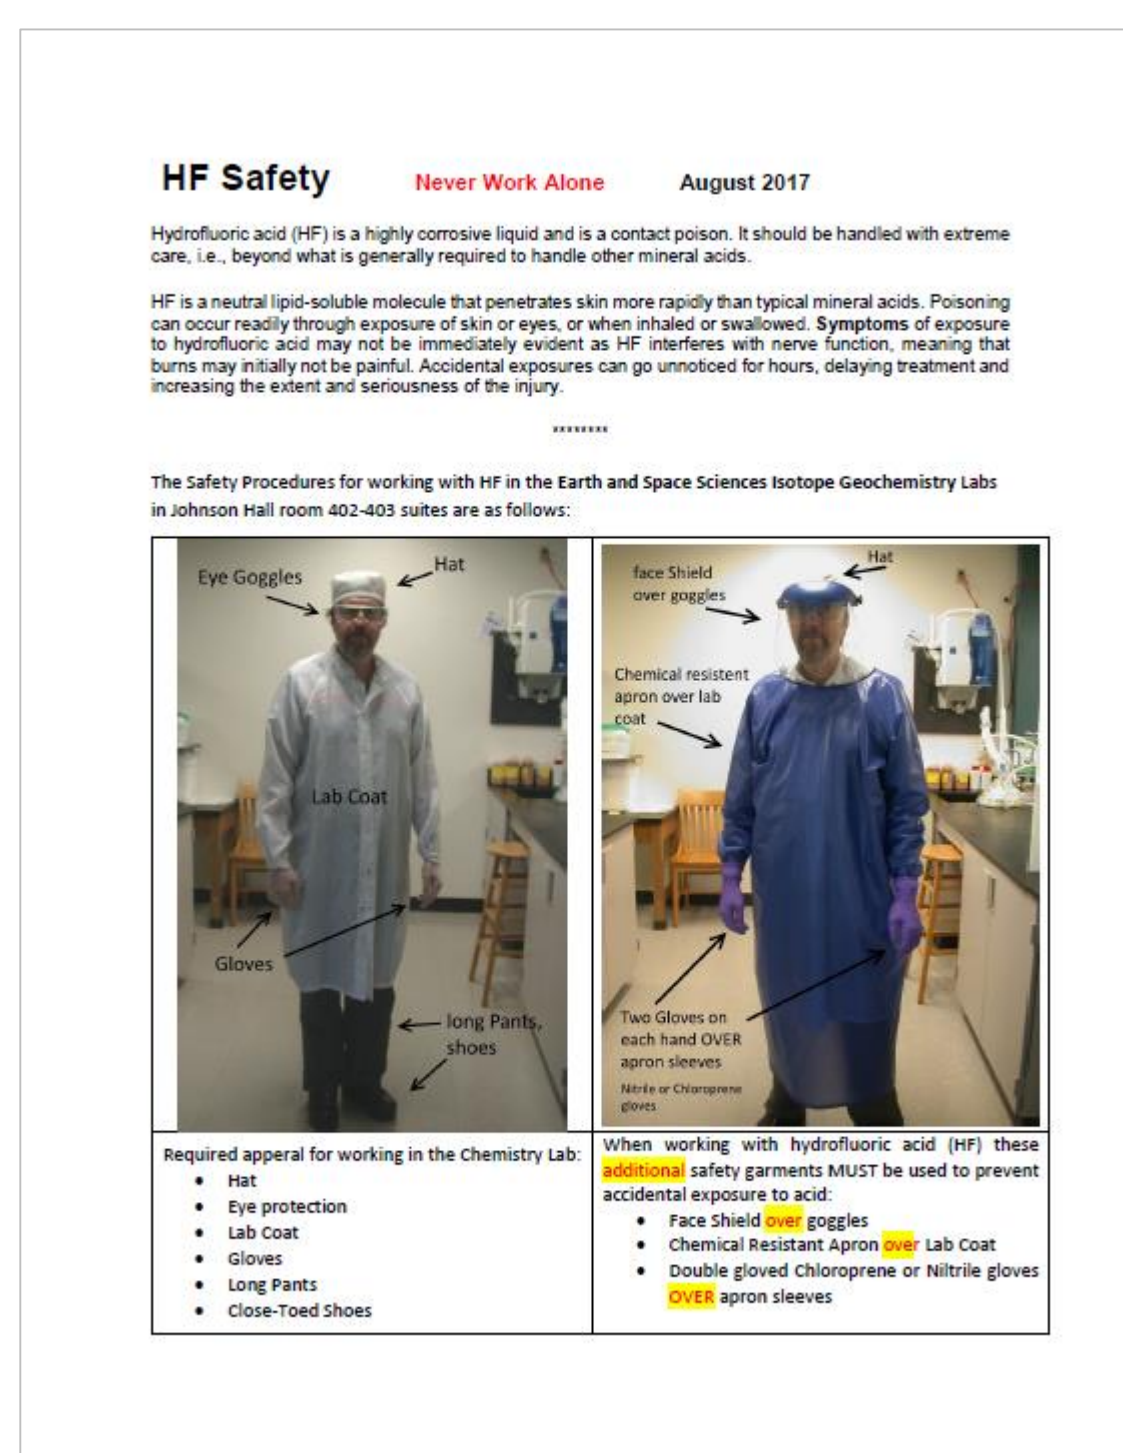 HF Safety Never Work Alone August 2017
Hydrofluoric acid (HF) is a highly corrosive liquid and is a contact poison. It should be handled with extreme
care, i.e., beyond what is generally required to handle other mineral acids.
HF is a neutral lipid-soluble molecule that penetrates skin more rapidly than typical mineral acids. Poisoning
can occur readily through exposure of skin or eyes, or when inhaled or swallowed. Symptoms of exposure
to hydrofluoric acid may not be immediately evident as HF interferes with nerve function, meaning that
burns may initially not be painful. Accidental exposures can go unnoticed for hours, delaying treatment and
increasing the extent and seriousness of the injury.
********
The Safety Procedures for working with HF in the Earth and Space Sciences Isotope Geochemistry Labs
in Johnson Hall room 402-403 suites are as follows:
Eye Goggles
Hat
Lab Coat
Gloves
long Pants,
shoes
Hat
face Shield
over goggles
Chemical resistent
apron over lab
coat
Two Gloves on
each hand OVER
apron sleeves
Nitrile or Chloroprene
gloves
Required apperal for working in the Chemistry Lab:
• Hat
• Eye protection
• Lab Coat
• Gloves
• Long Pants
• Close-Toed Shoes
When working with hydrofluoric acid (HF) these
additional safety garments MUST be used to prevent
accidental exposure to acid:
• Face Shield over goggles
• Chemical Resistant Apron over Lab Coat
• Double gloved Chloroprene or Niltrile gloves
OVER apron sleeves